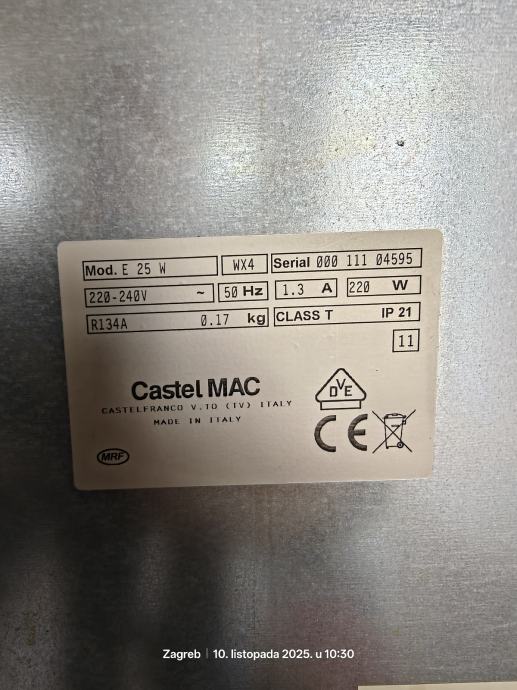 Mod. E 25 W WX4 Serial 000 111 04595
220-240V ~ 50 Hz 1.3 A 220 W
R134A 0.17 kg CLASS T IP 21
11
Castel MAC
CASTELFRANCO V.TO (TV) ITALY
MADE IN ITALY
DVE
CE
MRF
Zagreb | 10. listopada 2025. u 10:30